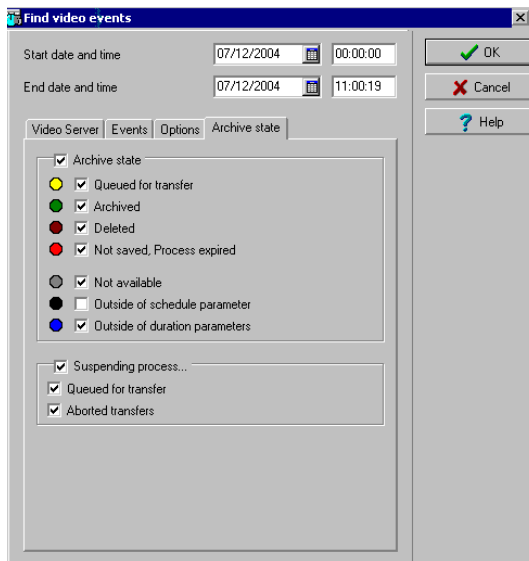 Find video events
Start date and time 07/12/2004 00:00:00
End date and time 07/12/2004 11:00:19
OK
Cancel
Help
Video Server Events Options Archive state
Archive state
Queued for transfer
Archived
Deleted
Not saved, Process expired
Not available
Outside of schedule parameter
Outside of duration parameters
Suspending process...
Queued for transfer
Aborted transfers